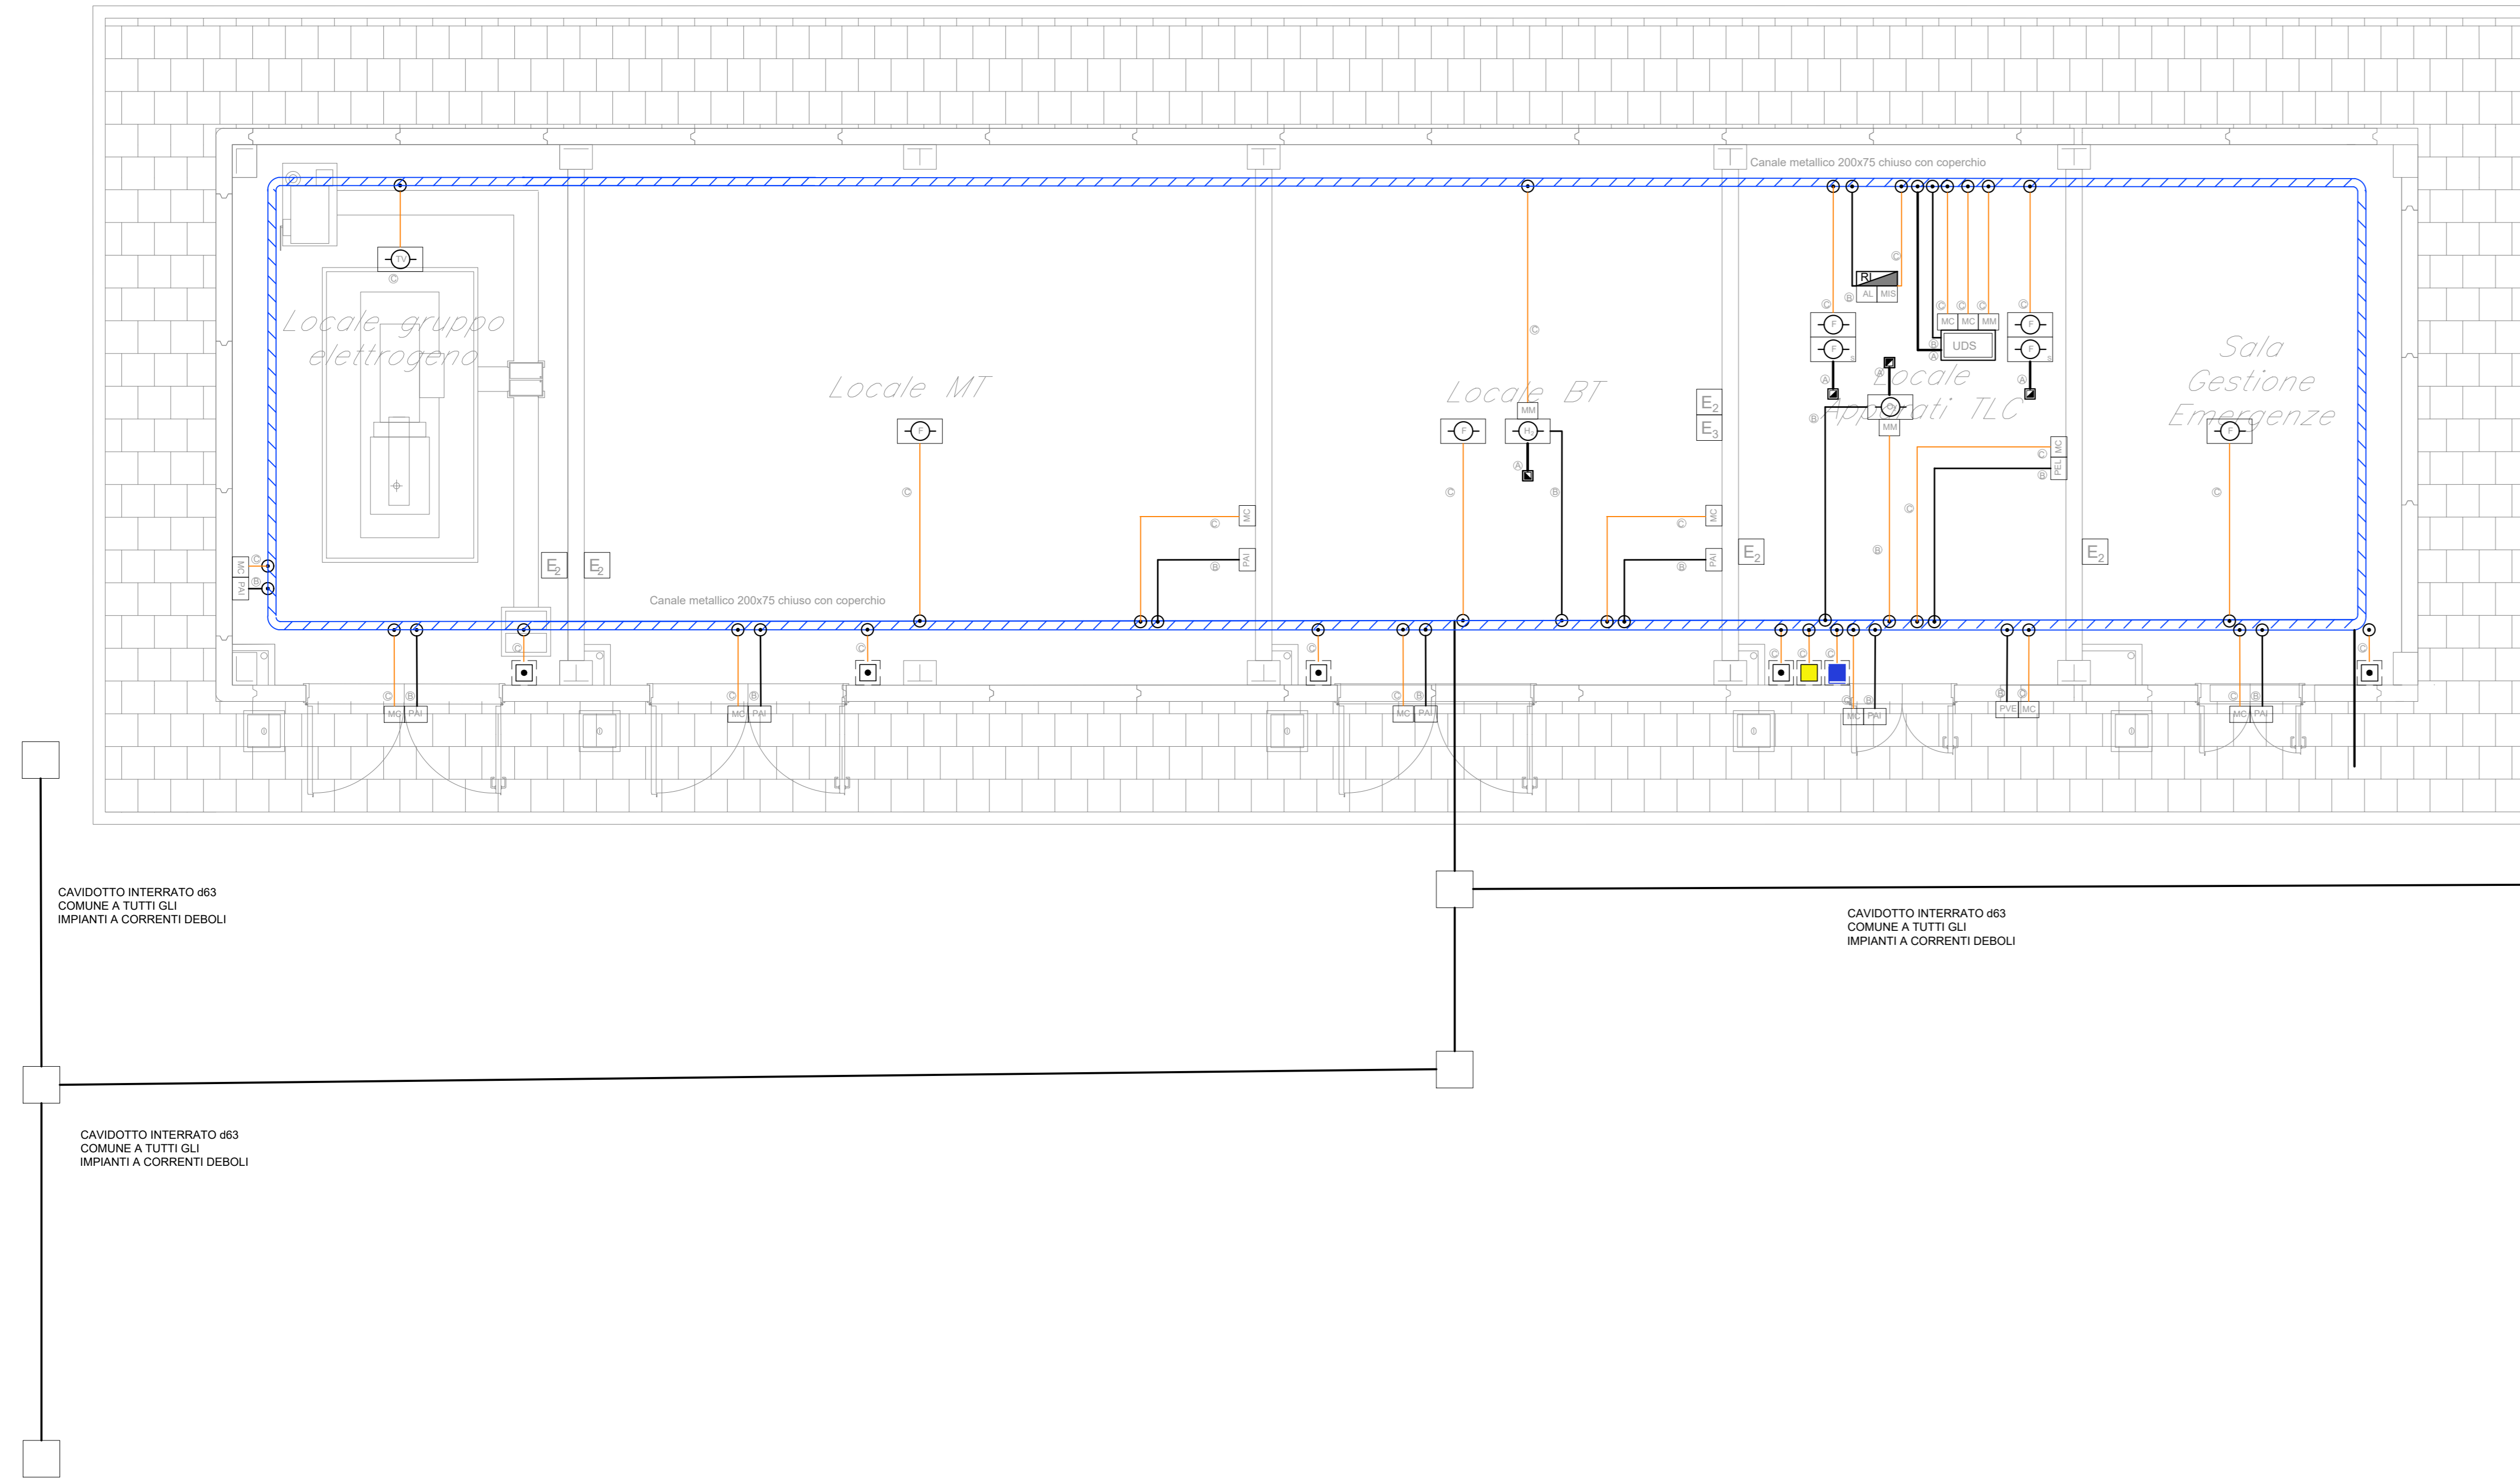 Canale metallico 200x75 chiuso con coperchio
TV
C
C
C
B
C
RI
AL MIS
C
C
C
C
C
F
F
S
MC MC MM
UDS
B
A
F
F
S
Locale gruppo
elettrogeno
Locale MT
Locale BT
Locale
Apparati TLC
Sala
Gestione
Emergenze
A
A
A
E2
E3
MM
F
F
H2
MM
B
F
A
C
C
B
C
C
MC
PEL
B
C
MC
C
MC
C
B
PAI
B
PAI
B
E2
E2
E2
E2
MC
PAI
C
B
Canale metallico 200x75 chiuso con coperchio
C
C
C
C
C
C
C
C
B
C
B
C
B
C
B
B
C
C
B
MC PAI
MC PAI
MC PAI
MC PAI
PVE MC
MC PAI
CAVIDOTTO INTERRATO d63
COMUNE A TUTTI GLI
IMPIANTI A CORRENTI DEBOLI
CAVIDOTTO INTERRATO d63
COMUNE A TUTTI GLI
IMPIANTI A CORRENTI DEBOLI
CAVIDOTTO INTERRATO d63
COMUNE A TUTTI GLI
IMPIANTI A CORRENTI DEBOLI